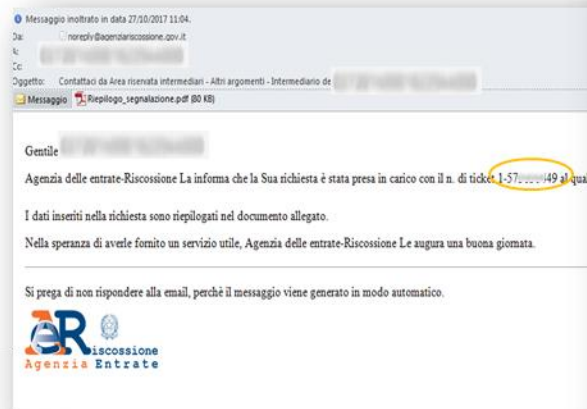 Messaggio inoltrato in data 27/10/2017 11:04.
Da: noreply@agenziariscossione.gov.it
A:
Cc:
Oggetto: Contattaci da Area riservata intermediari - Altri argomenti - Intermediario de
Messaggio Riepilogo_segnalazione.pdf (80 KB)
Gentile
Agenzia delle entrate-Riscossione La informa che la Sua richiesta è stata presa in carico con il n. di ticket 1-57 49 al qual
I dati inseriti nella richiesta sono riepilogati nel documento allegato.
Nella speranza di averle fornito un servizio utile, Agenzia delle entrate-Riscossione Le augura una buona giornata.
Si prega di non rispondere alla email, perchè il messaggio viene generato in modo automatico.
AeR
iscossione
Agenzia Entrate